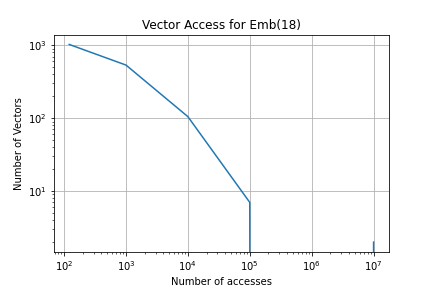 Vector Access for Emb(18)
Number of Vectors
10³
10²
10¹
10² 10³ 10⁴ 10⁵ 10⁶ 10⁷
Number of accesses